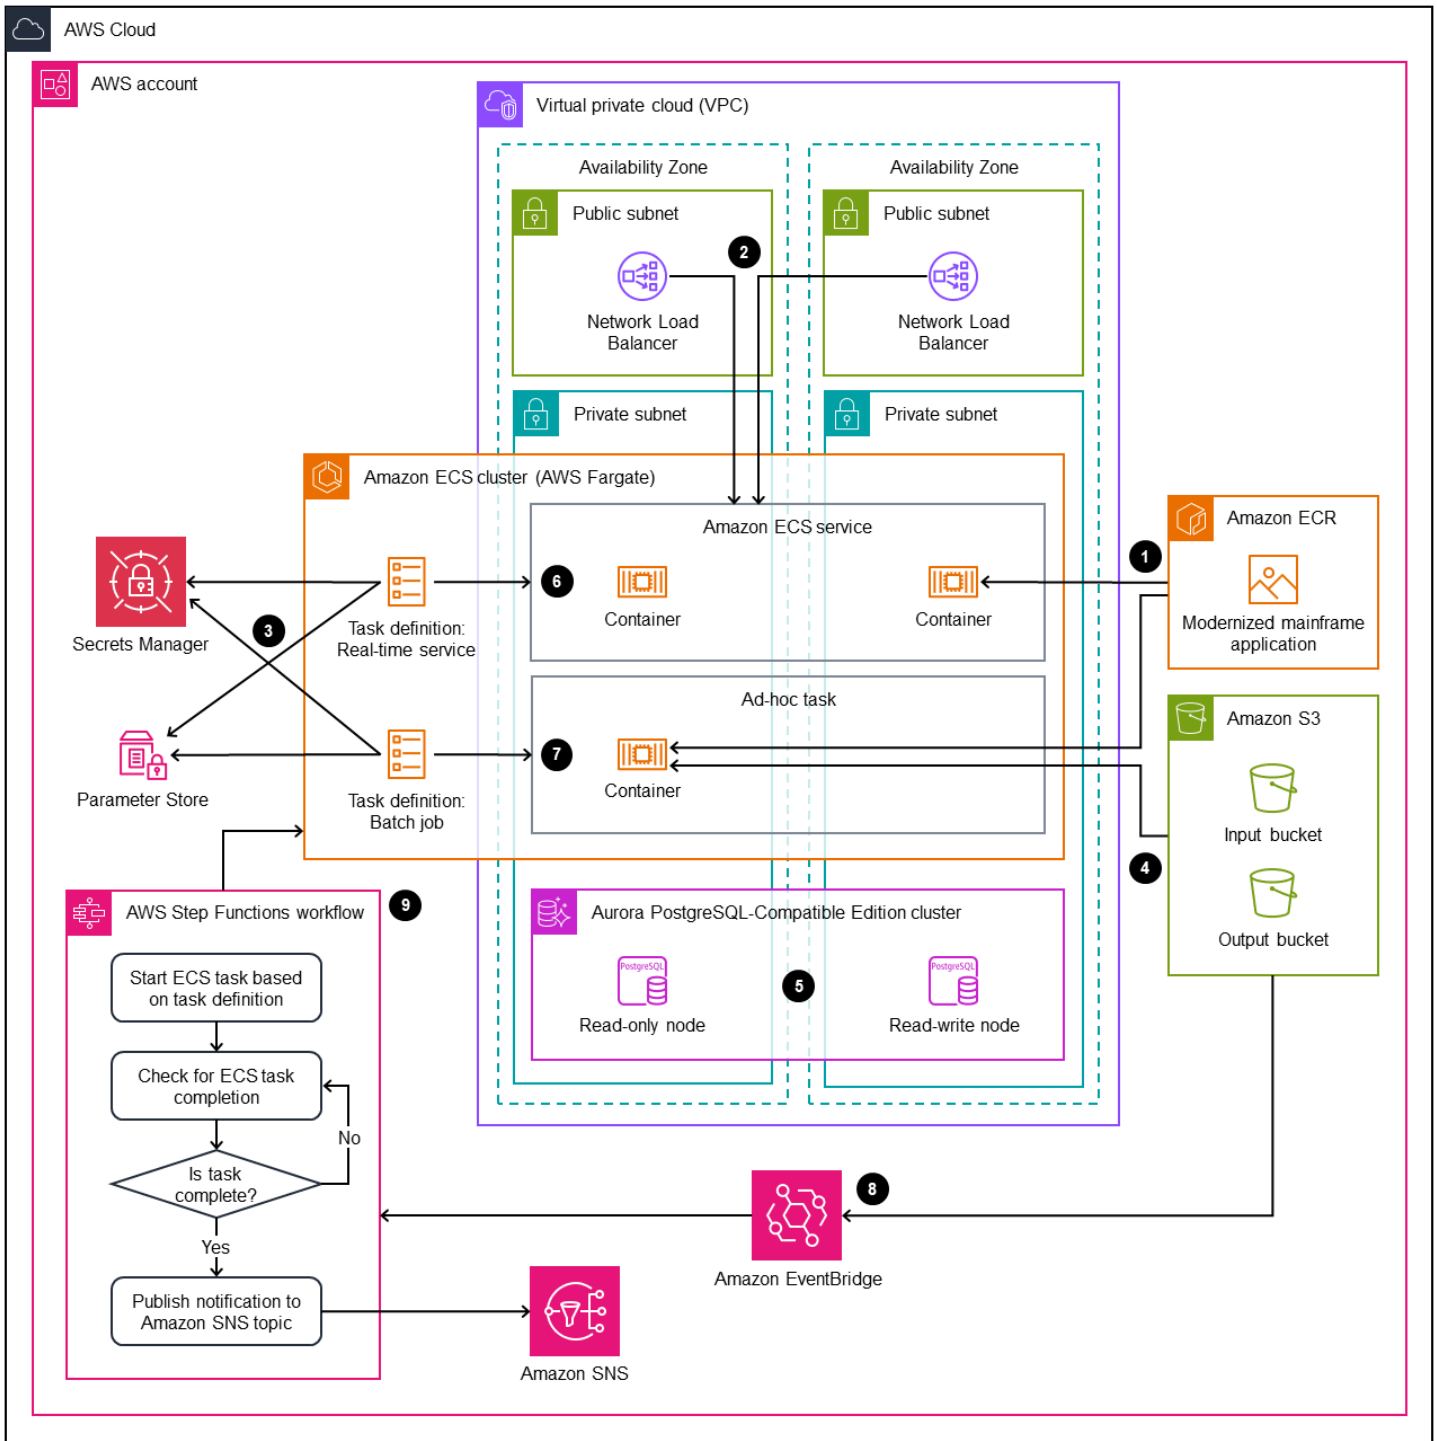 AWS Cloud
AWS account
Virtual private cloud (VPC)
Availability Zone
Availability Zone
Public subnet
Public subnet
2
Network Load
Balancer
Network Load
Balancer
Private subnet
Private subnet
Amazon ECS cluster (AWS Fargate)
Amazon ECS service
Amazon ECR
1
6
Container
Container
Modernized mainframe
application
Secrets Manager
3
Task definition:
Real-time service
Ad-hoc task
Amazon S3
7
Container
Parameter Store
Task definition:
Batch job
Input bucket
4
Output bucket
AWS Step Functions workflow
9
Aurora PostgreSQL-Compatible Edition cluster
PostgreSQL
PostgreSQL
5
Read-only node
Read-write node
Start ECS task based
on task definition
Check for ECS task
completion
No
Is task
complete?
Yes
8
Amazon EventBridge
Publish notification to
Amazon SNS topic
Amazon SNS